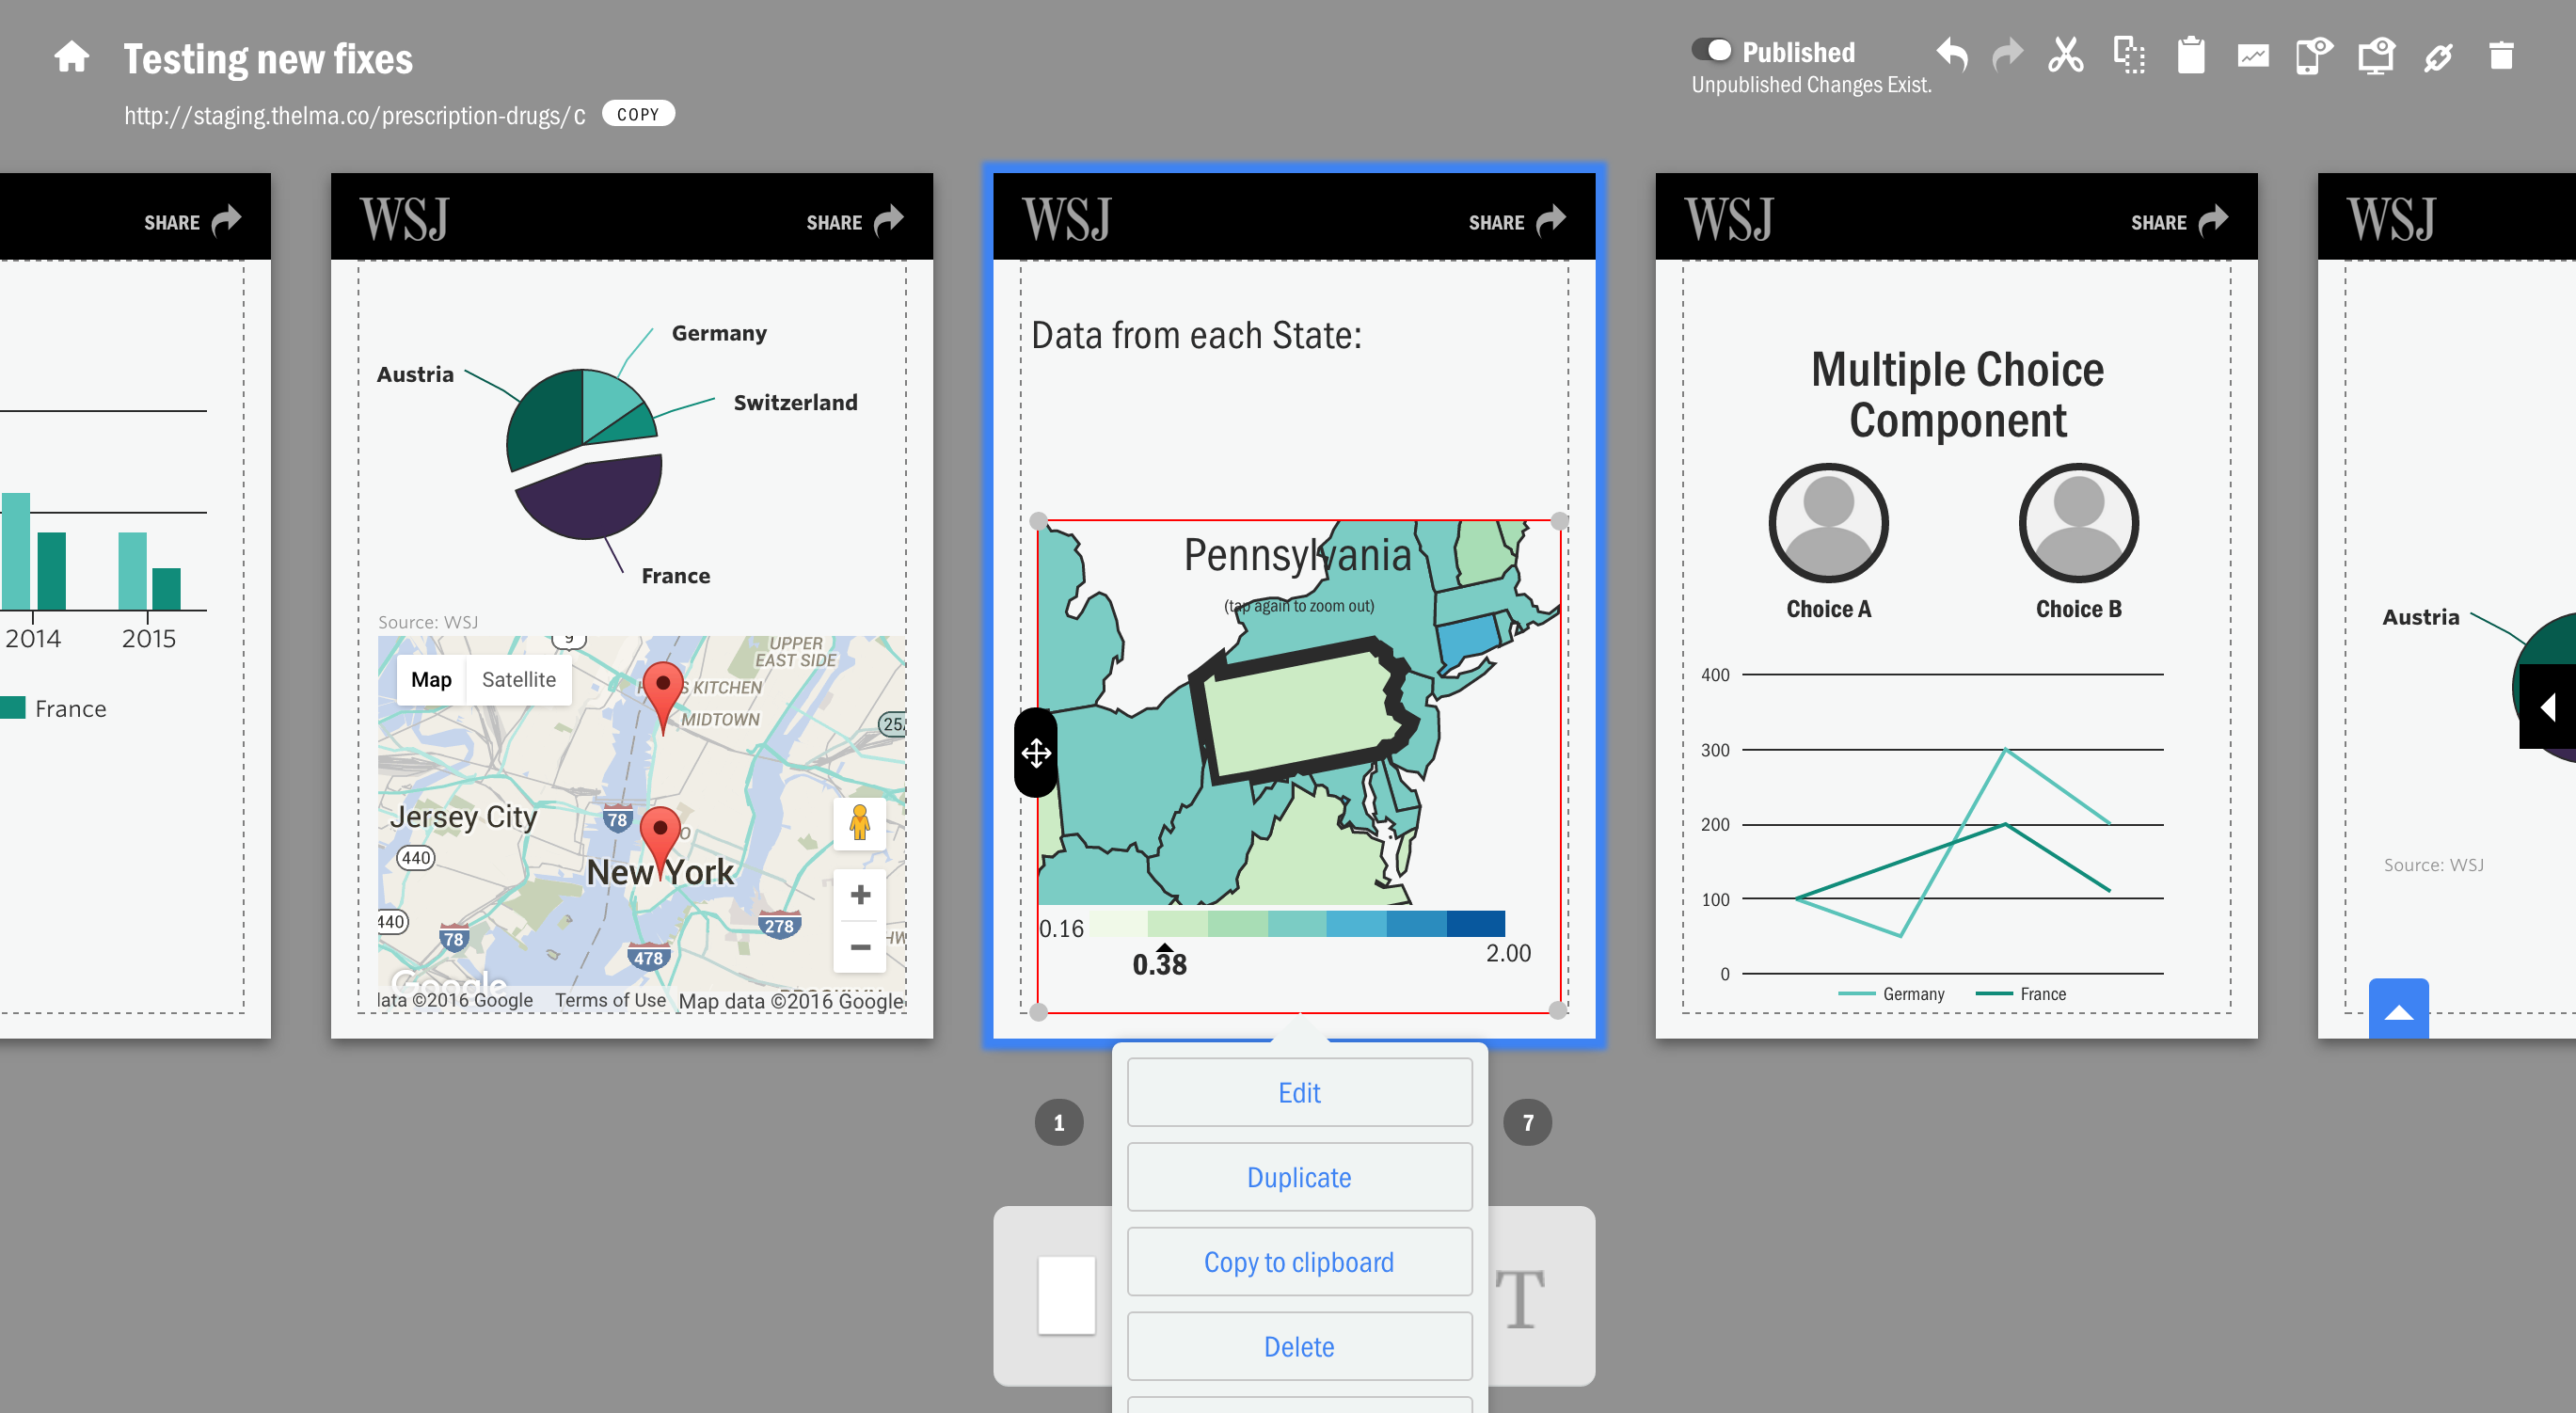 Testing new fixes
http://staging.thelma.co/prescription-drugs/c
COPY
Published
Unpublished Changes Exist.
SHARE
2014
2015
France
WSJ
SHARE
Germany
Austria
Switzerland
France
Source: WSJ
9
UPPER
EAST SIDE
Map
Satellite
S KITCHEN
MIDTOWN
25
Jersey City
78
440
New York
440
78
278
478
Google
data ©2016 Google
Terms of Use
Map data ©2016 Google
WSJ
SHARE
Data from each State:
Pennsylvania
(tap again to zoom out)
0.16
2.00
0.38
Edit
Duplicate
Copy to clipboard
Delete
1
7
T
WSJ
SHARE
Multiple Choice
Component
Choice A
Choice B
400
300
200
100
0
Germany
France
WSJ
Austria
Source: WSJ